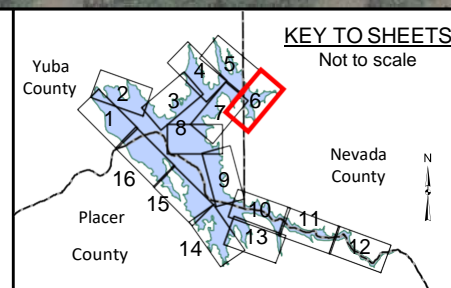 KEY TO SHEETS
Not to scale
Yuba
County
4
5
2
3
6
1
7
8
16
Nevada
County
N
9
15
Placer
County
10
11
14
13
12